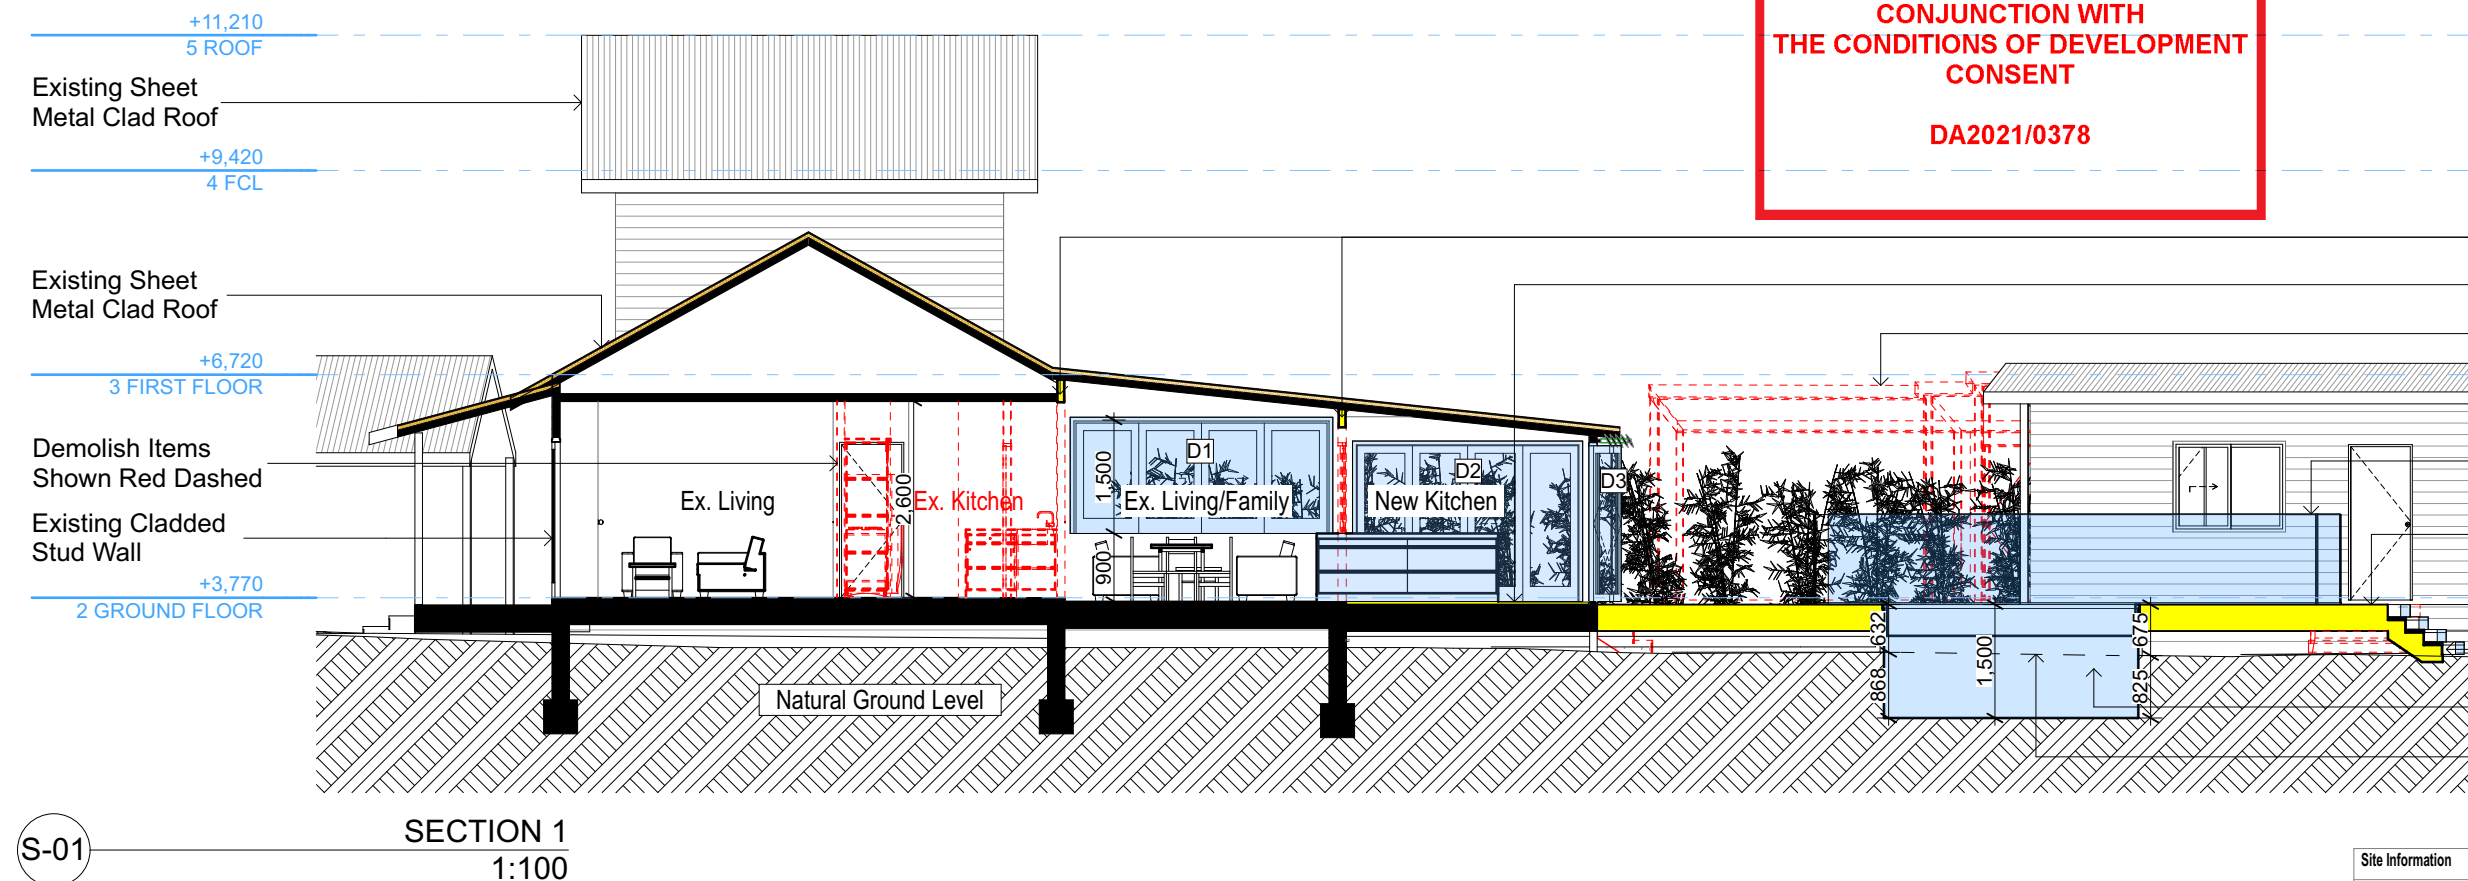 CONJUNCTION WITH
THE CONDITIONS OF DEVELOPMENT
CONSENT
DA2021/0378
+11,210
5 ROOF
Existing Sheet
Metal Clad Roof
+9,420
4 FCL
Existing Sheet
Metal Clad Roof
+6,720
3 FIRST FLOOR
Demolish Items
Shown Red Dashed
Existing Cladded
Stud Wall
+3,770
2 GROUND FLOOR
Ex. Living
2,600
Ex. Kitchen
1,500
900
D1
Ex. Living/Family
D2
New Kitchen
D3
632
868
1,500
675
825
Natural Ground Level
S-01
SECTION 1
1:100
Site Information